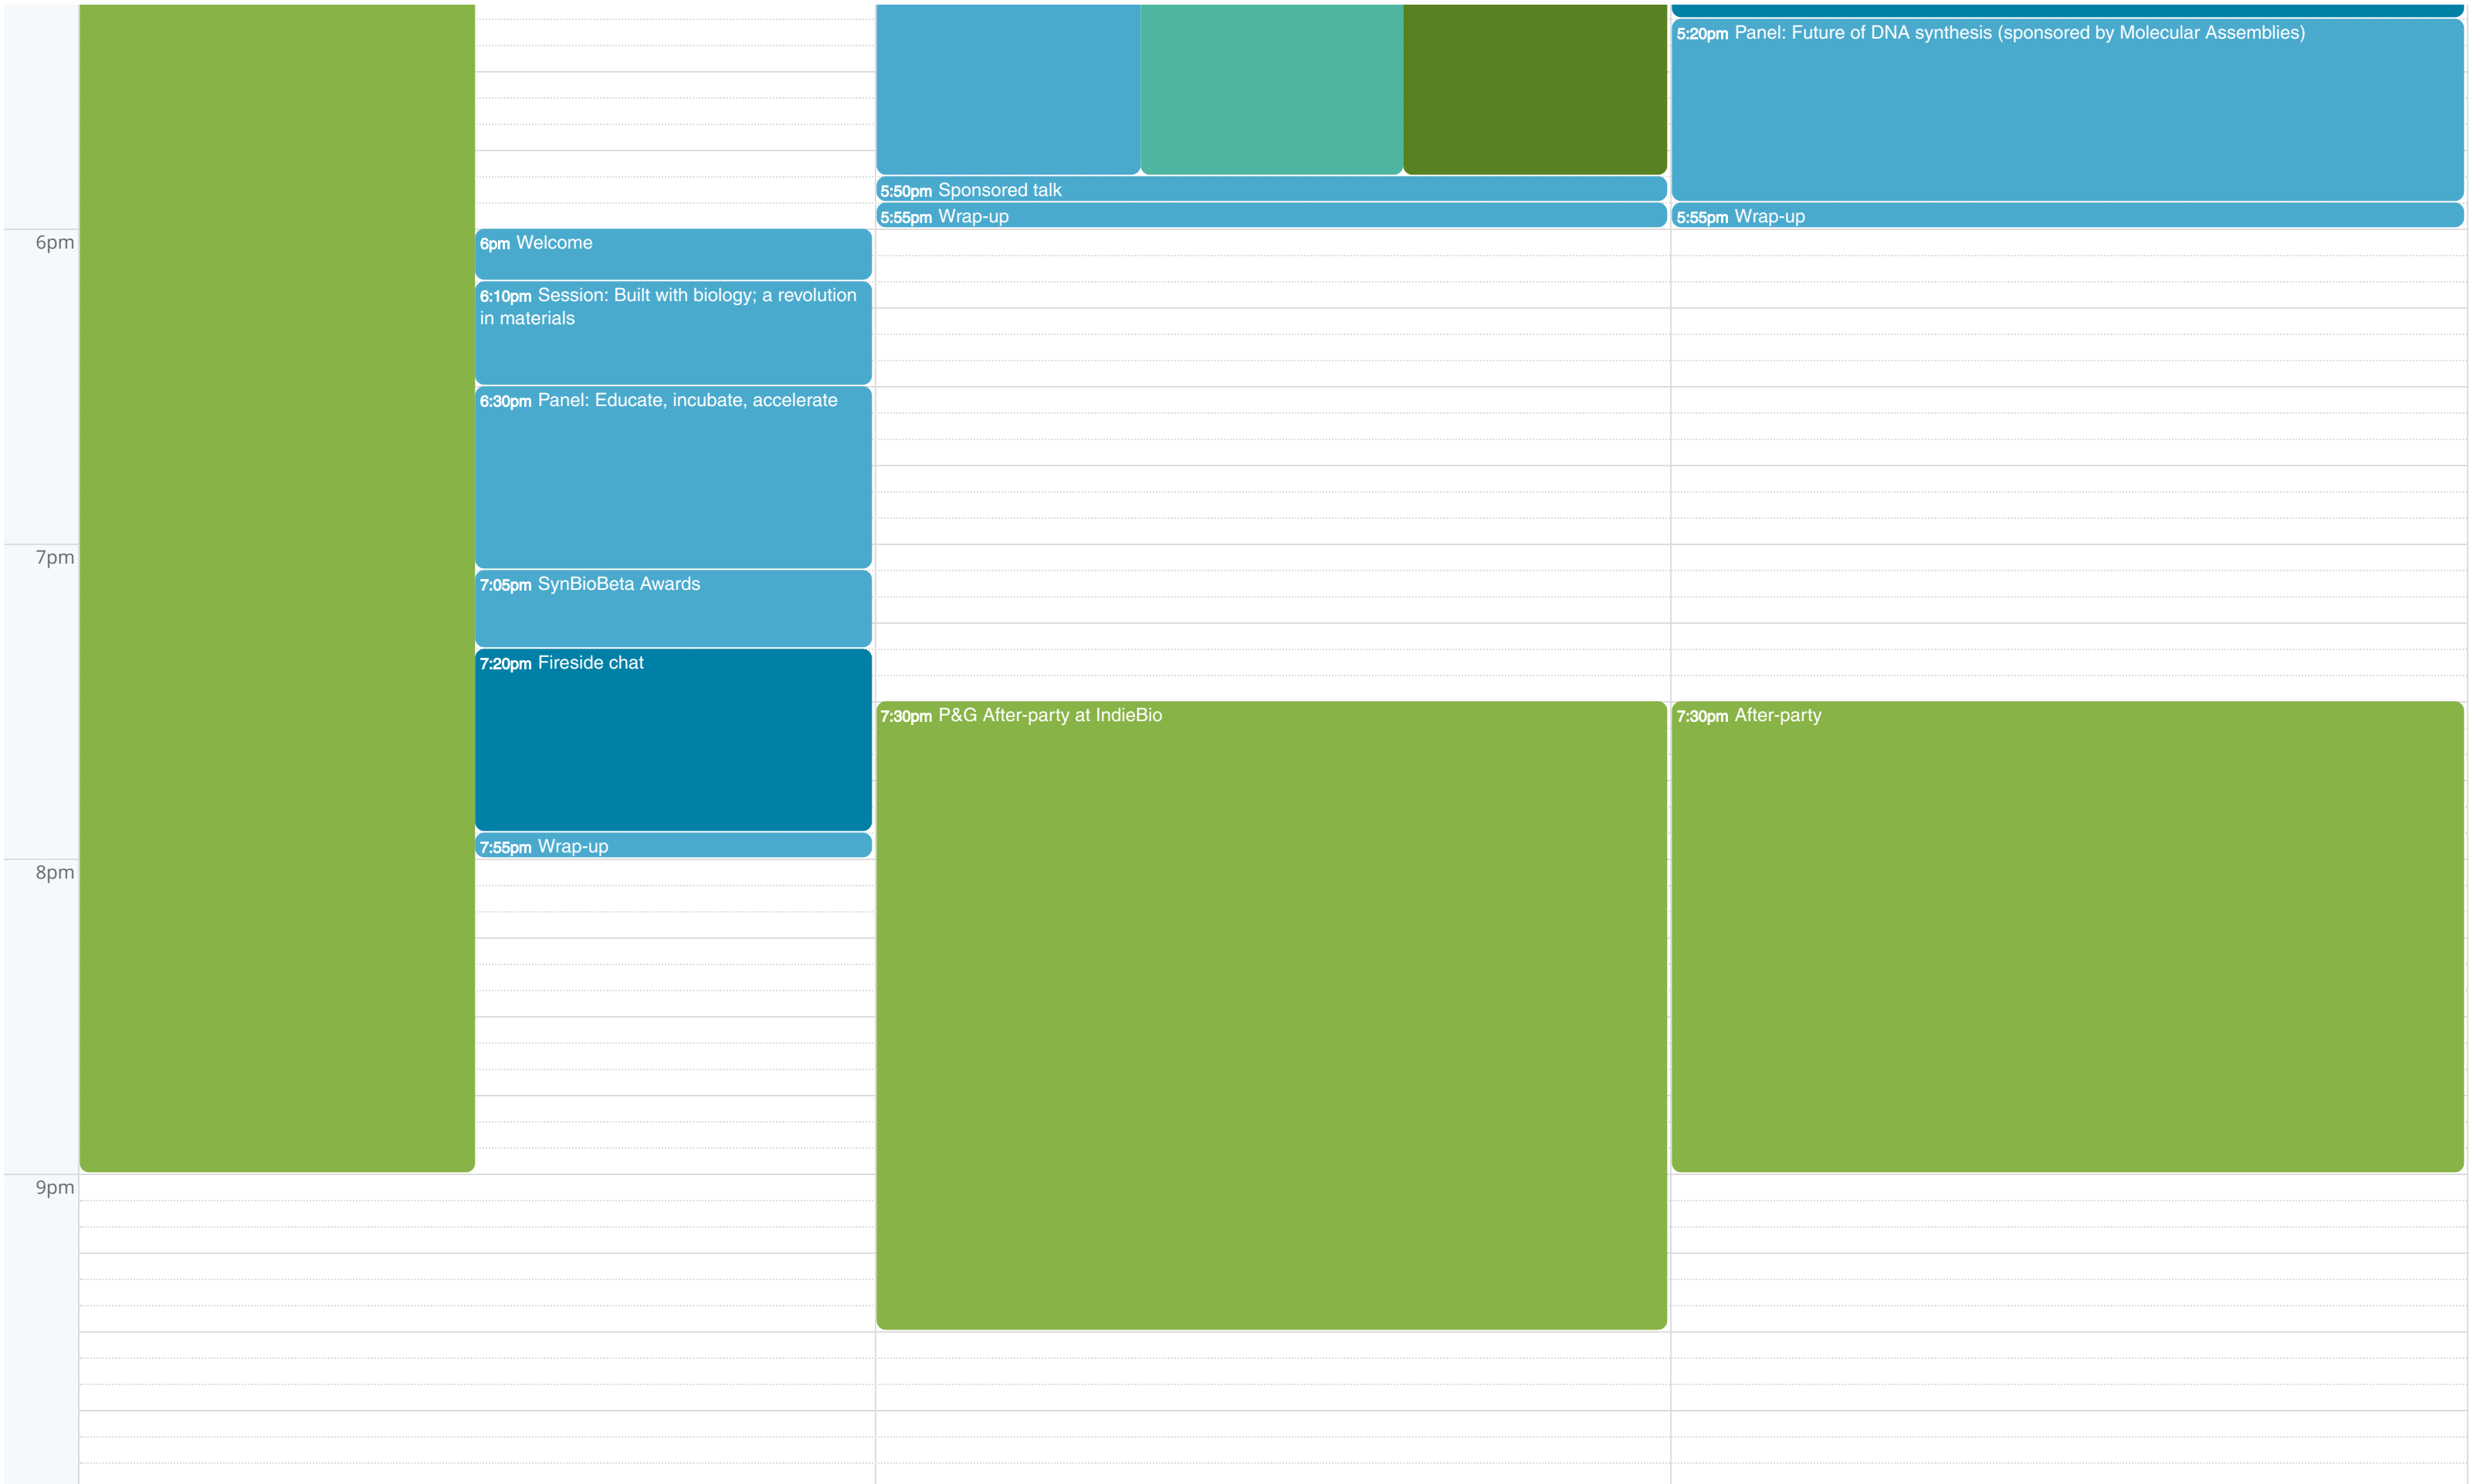 5:20pm Panel: Future of DNA synthesis (sponsored by Molecular Assemblies)
5:50pm Sponsored talk
5:55pm Wrap-up
5:55pm Wrap-up
6pm
6pm Welcome
6:10pm Session: Built with biology; a revolution
in materials
6:30pm Panel: Educate, incubate, accelerate
7pm
7:05pm SynBioBeta Awards
7:20pm Fireside chat
7:30pm P&G After-party at IndieBio
7:30pm After-party
7:55pm Wrap-up
8pm
9pm